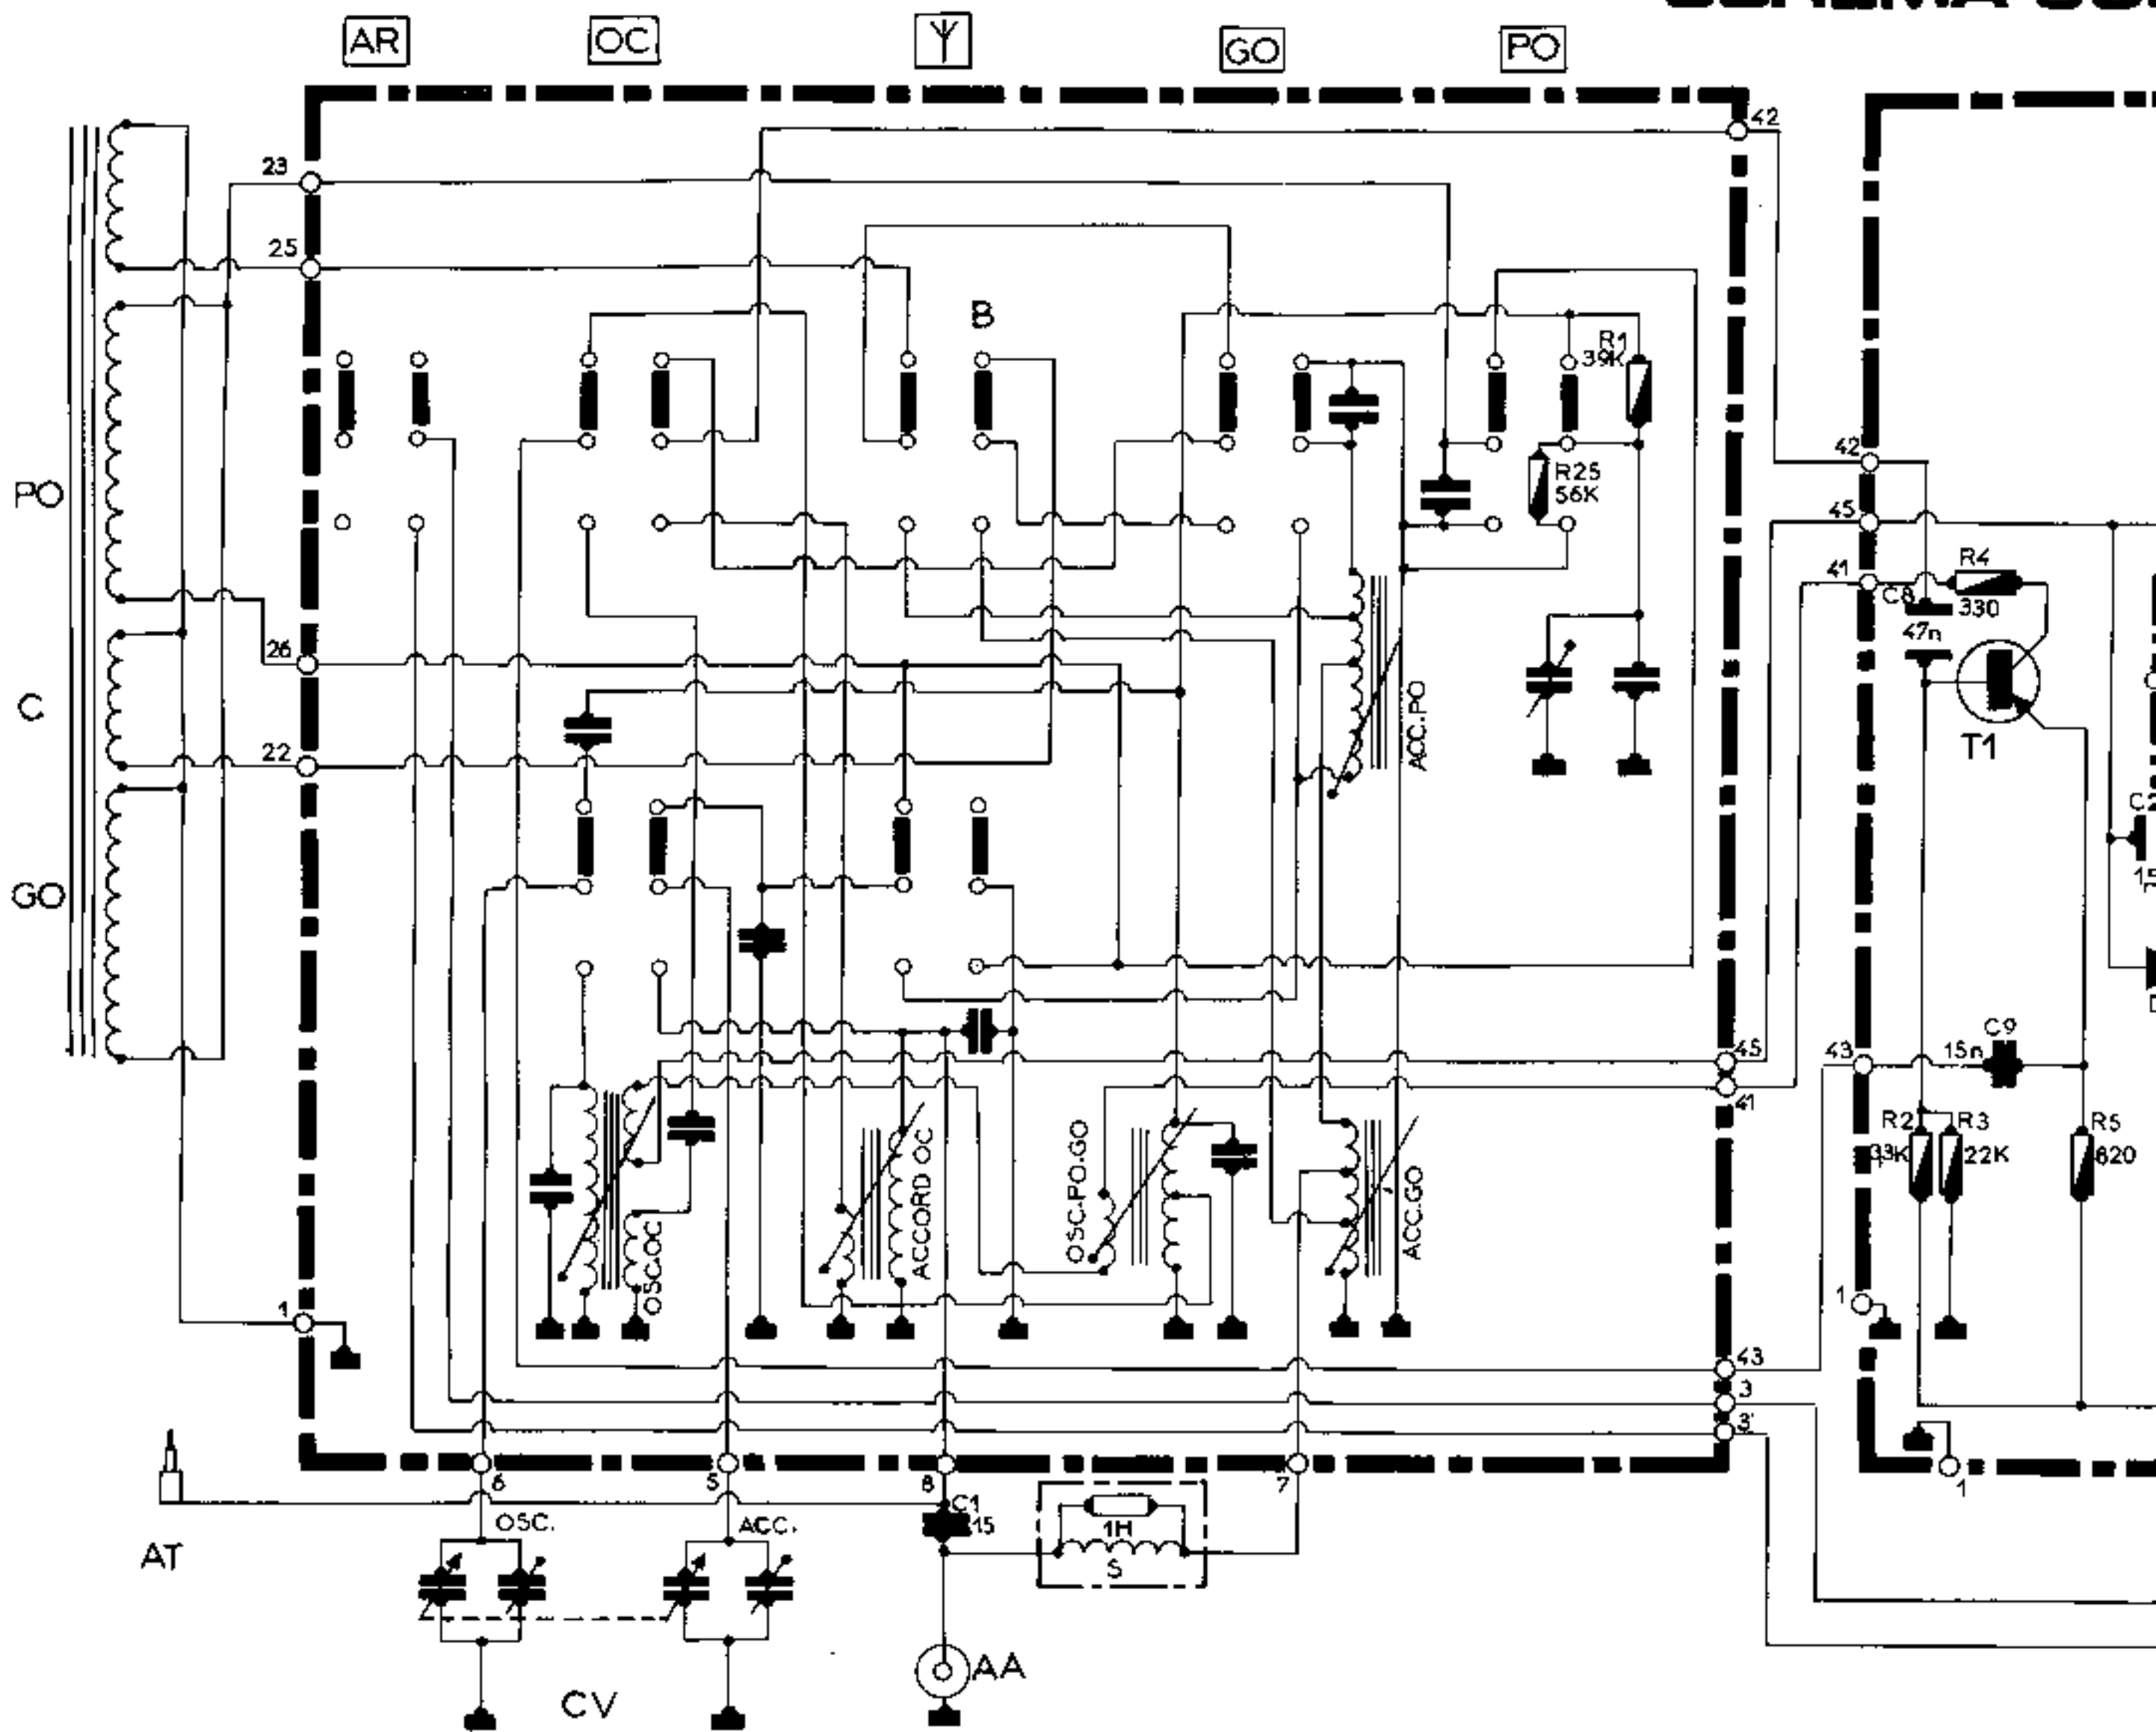 AR OC GO PO
42
23
25
B
R1
39K
R25
56K
42
45
PO
41
R4
C8
330
47n
26
C
ACC.PO
T1
22
GO
C9
45
43
15n
41
R2
R3
R5
33K
22K
820
OSC.OC
ACCORD OC
OSC.PO.GO
ACC.GO
1
1
43
3
3'
6
5
8
7
1
C1
15
OSC.
ACC.
1H
S
AT
AA
CV